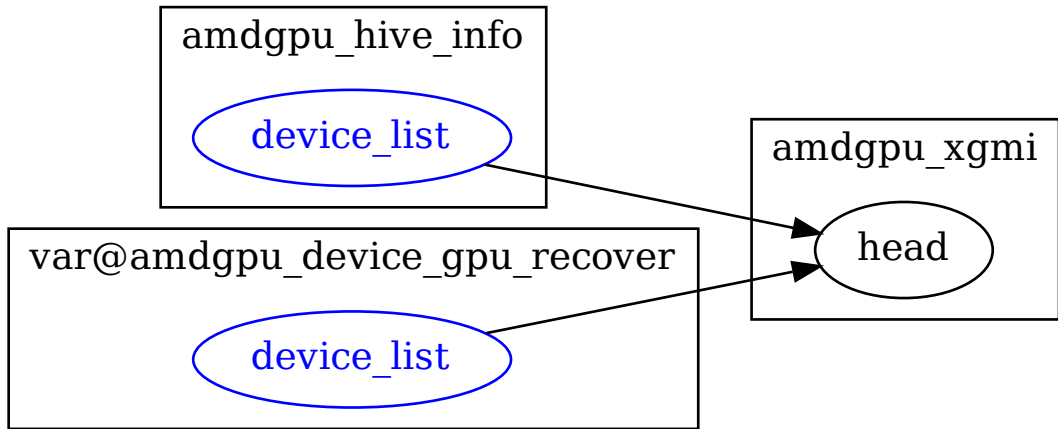 amdgpu_hive_info
device_list
var@amdgpu_device_gpu_recover
device_list
amdgpu_xgmi
head